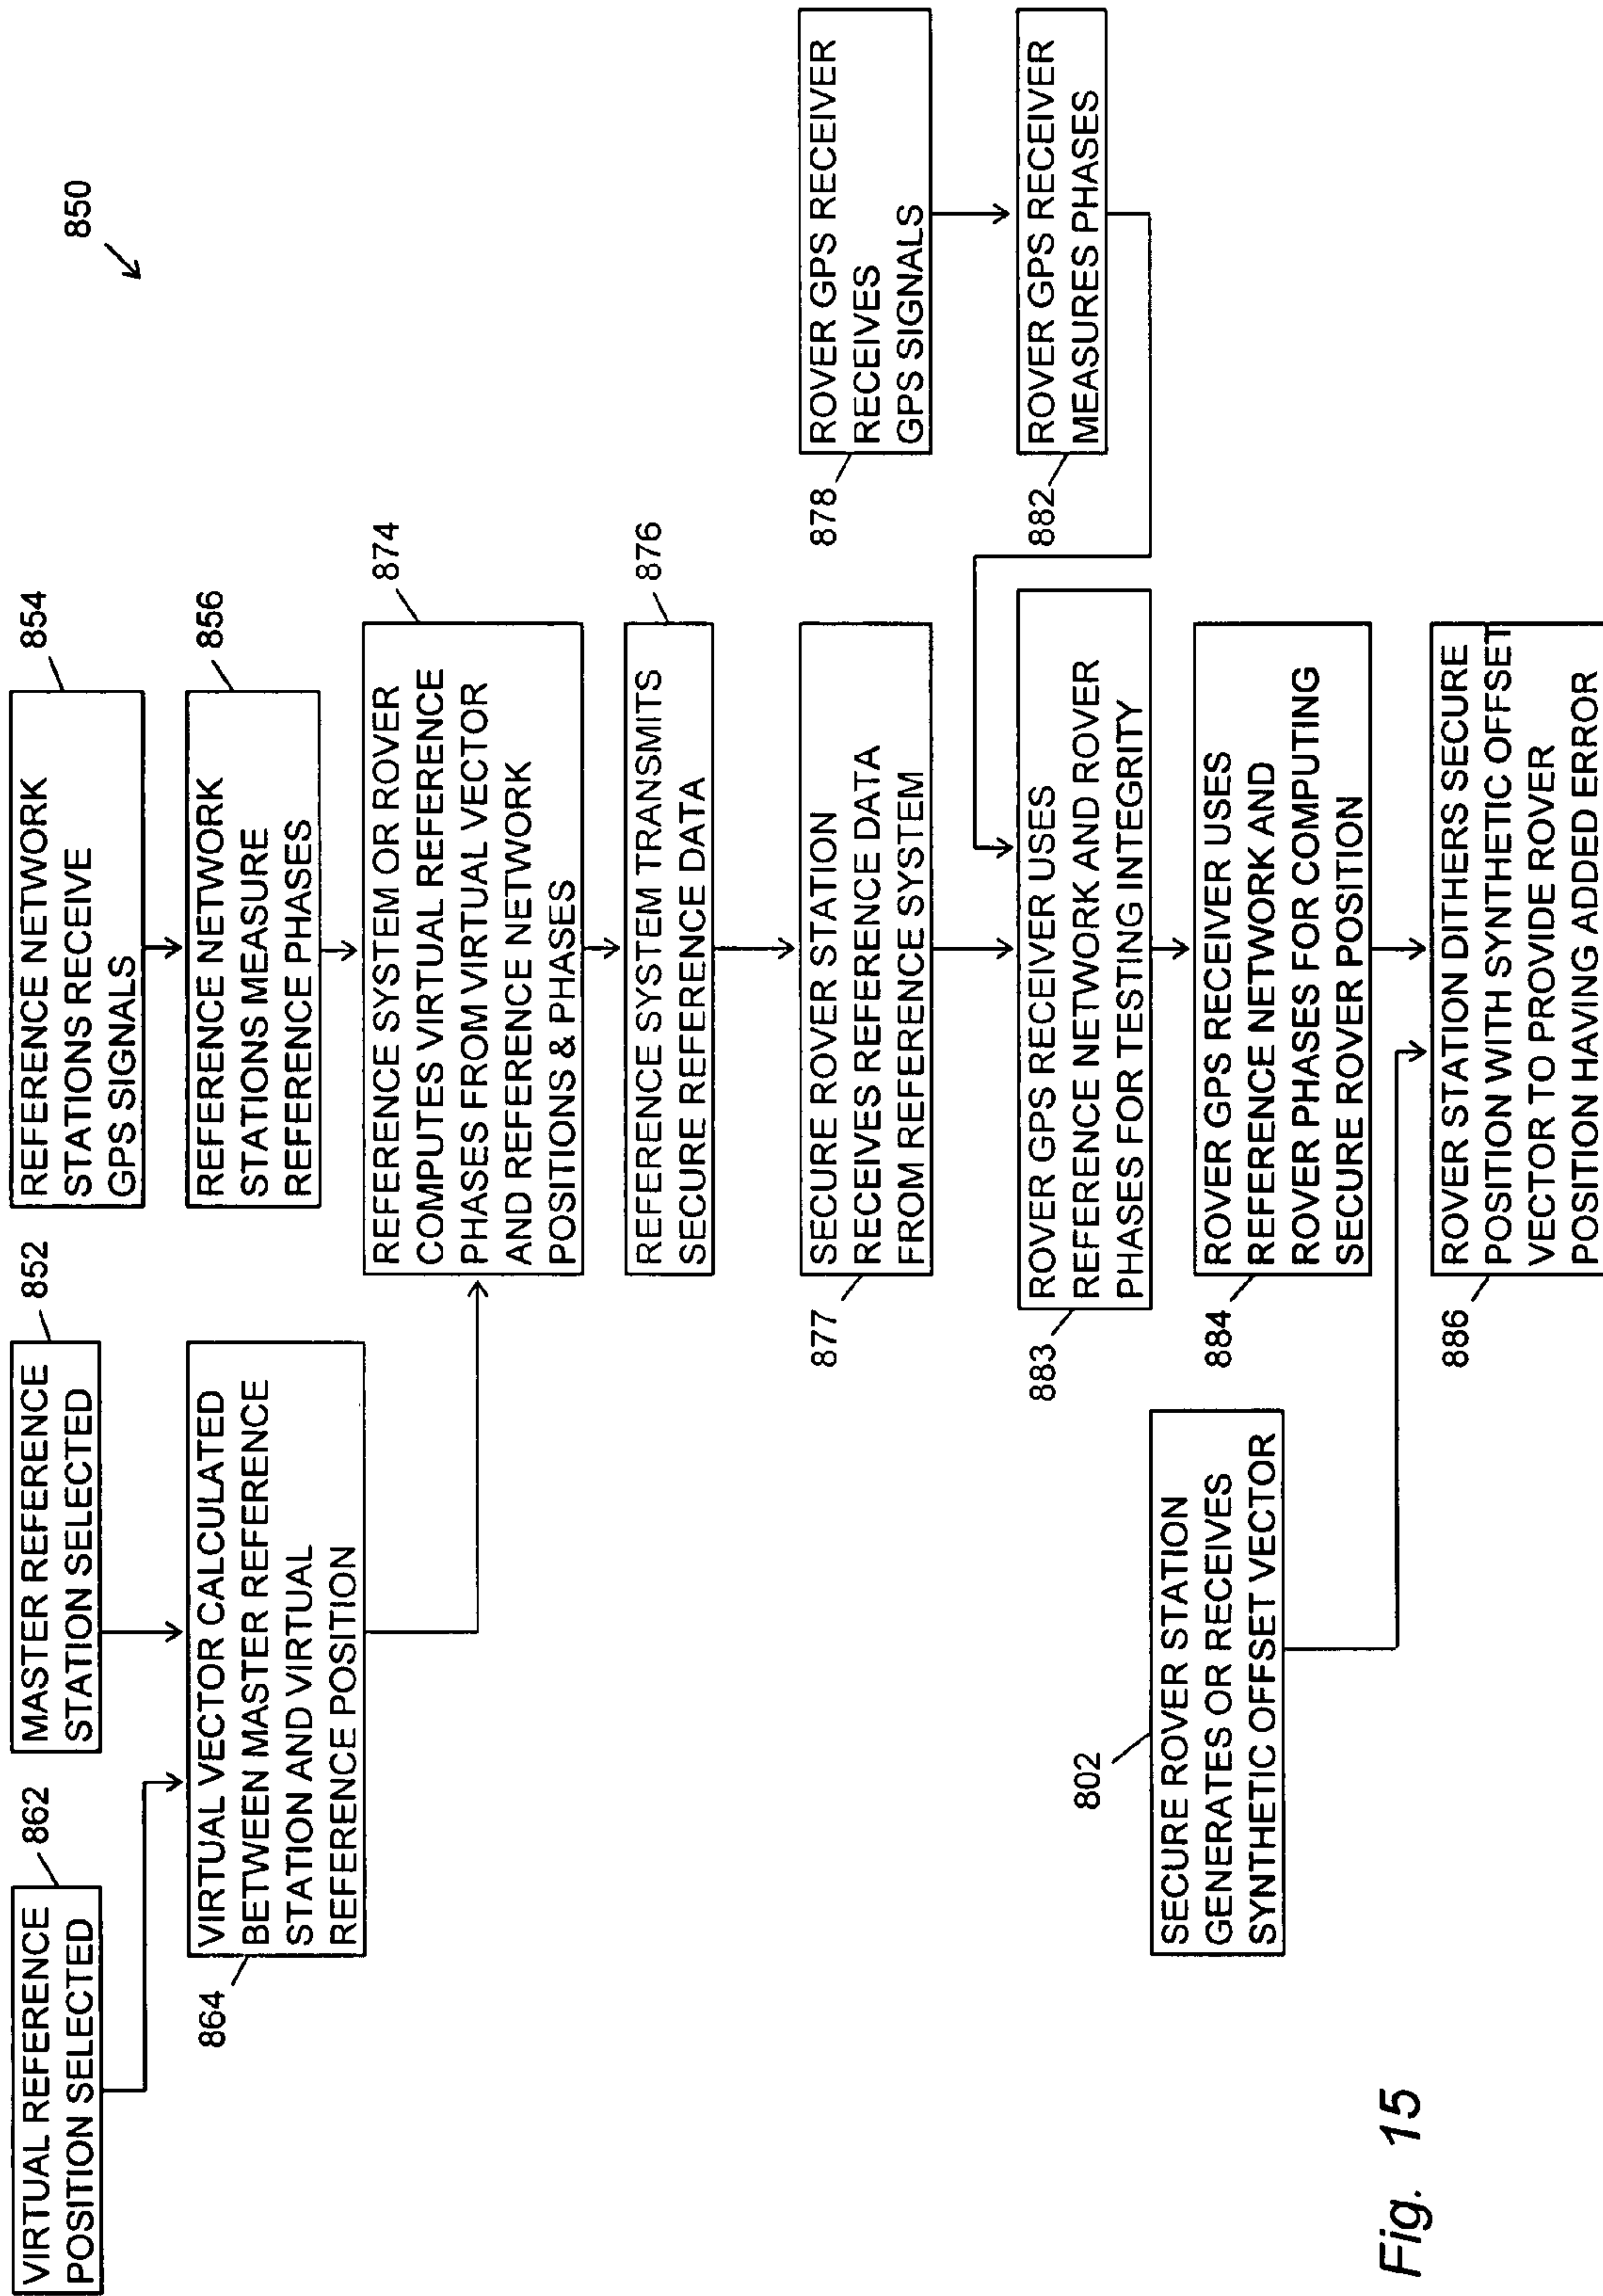 850
862
VIRTUAL REFERENCE
POSITION SELECTED
852
MASTER REFERENCE
STATION SELECTED
854
REFERENCE NETWORK
STATIONS RECEIVE
GPS SIGNALS
864
VIRTUAL VECTOR CALCULATED
BETWEEN MASTER REFERENCE
STATION AND VIRTUAL
REFERENCE POSITION
856
REFERENCE NETWORK
STATIONS MEASURE
REFERENCE PHASES
874
REFERENCE SYSTEM OR ROVER
COMPUTES VIRTUAL REFERENCE
PHASES FROM VIRTUAL VECTOR
AND REFERENCE NETWORK
POSITIONS & PHASES
876
REFERENCE SYSTEM TRANSMITS
SECURE REFERENCE DATA
877
SECURE ROVER STATION
RECEIVES REFERENCE DATA
FROM REFERENCE SYSTEM
878
ROVER GPS RECEIVER
RECEIVES
GPS SIGNALS
882
ROVER GPS RECEIVER
MEASURES PHASES
883
ROVER GPS RECEIVER USES
REFERENCE NETWORK AND ROVER
PHASES FOR TESTING INTEGRITY
802
SECURE ROVER STATION
GENERATES OR RECEIVES
SYNTHETIC OFFSET VECTOR
884
ROVER GPS RECEIVER USES
REFERENCE NETWORK AND
ROVER PHASES FOR COMPUTING
SECURE ROVER POSITION
886
ROVER STATION DITHERS SECURE
POSITION WITH SYNTHETIC OFFSET
VECTOR TO PROVIDE ROVER
POSITION HAVING ADDED ERROR
Fig. 15